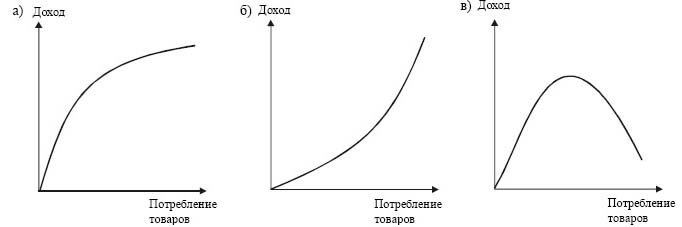 а) Доход
Потребление
товаров
б) Доход
Потребление
товаров
в) Доход
Потребление
товаров